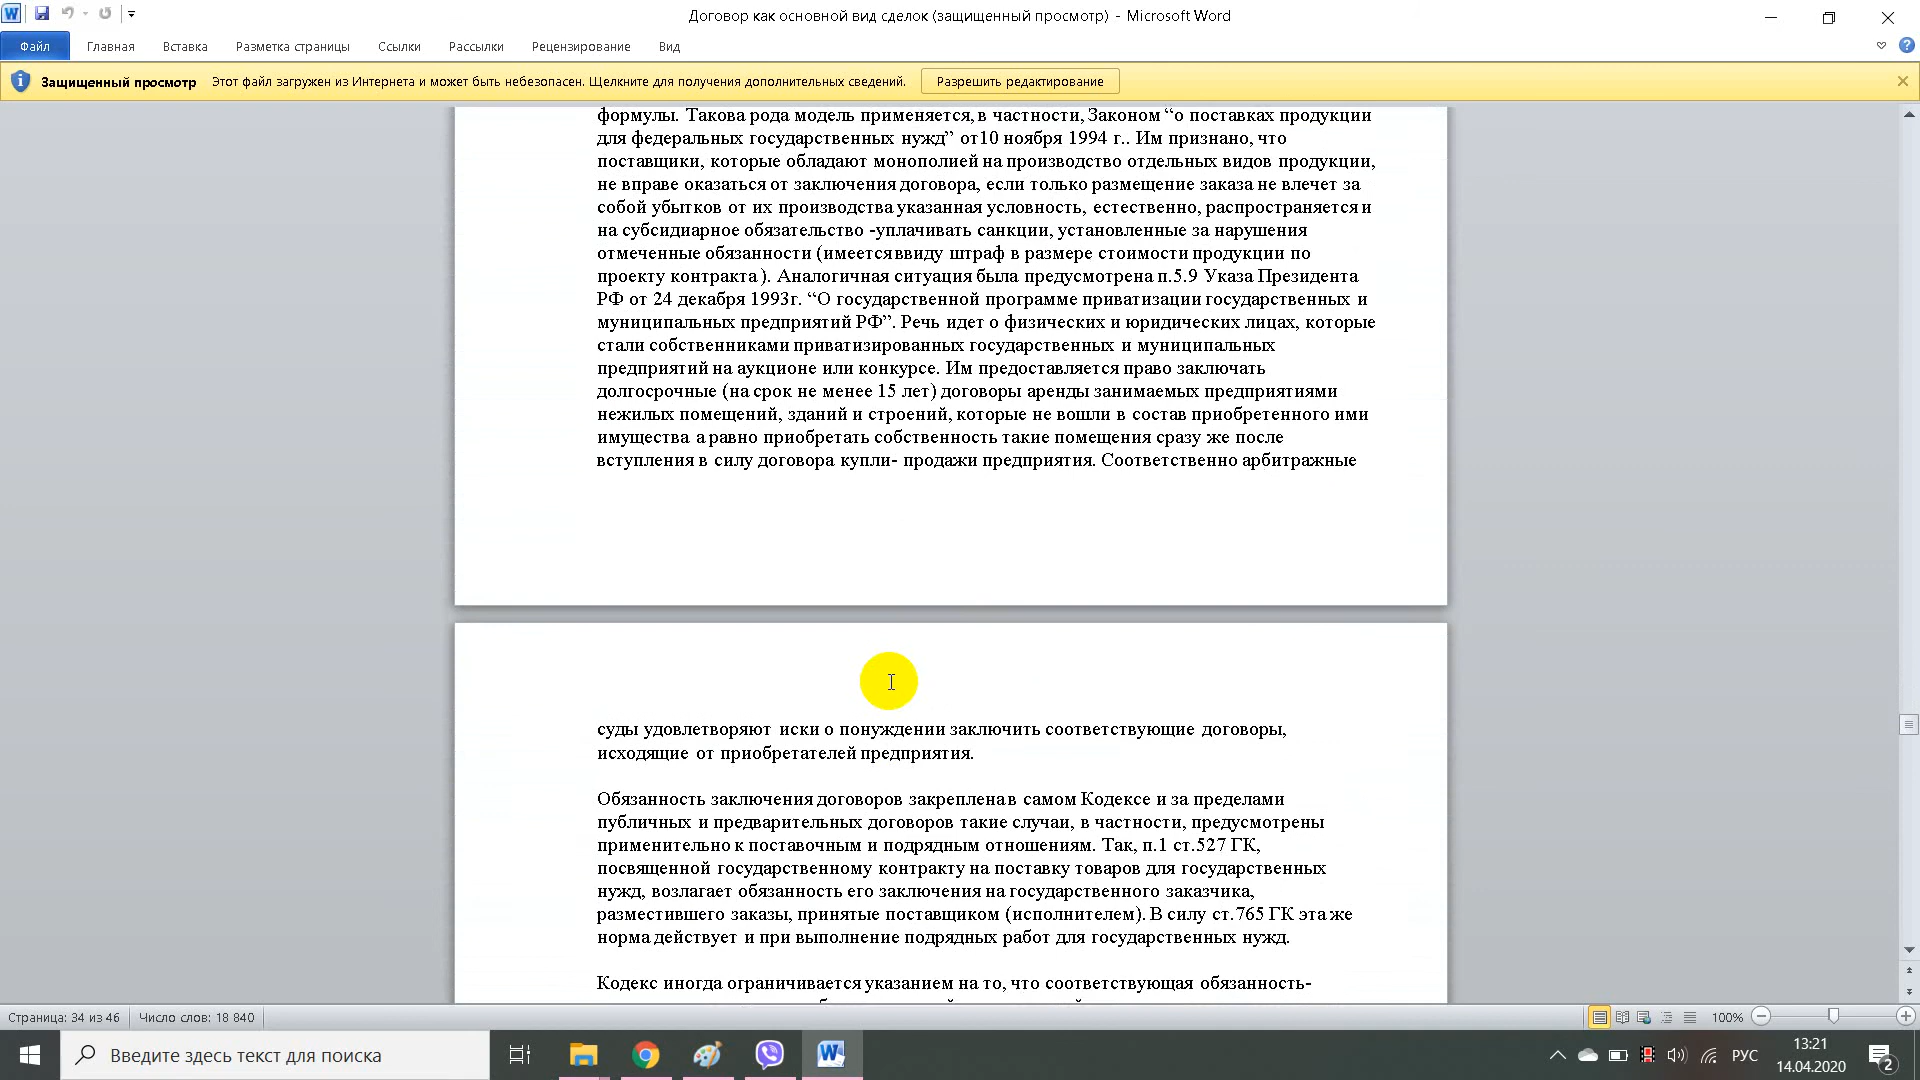 Договор как основной вид сделок (защищенный просмотр) - Microsoft Word
Файл Главная Вставка Разметка страницы Ссылки Рассылки Рецензирование Вид
Защищенный просмотр Этот файл загружен из Интернета и может быть небезопасен. Щелкните для получения дополнительных сведений. Разрешить редактирование
формулы. Такова рода модель применяется, в частности, Законом “о поставках продукции
для федеральных государственных нужд” от10 ноября 1994 г.. Им признано, что
поставщики, которые обладают монополией на производство отдельных видов продукции,
не вправе оказаться от заключения договора, если только размещение заказа не влечет за
собой убытков от их производства указанная условность, естественно, распространяется и
на субсидиарное обязательство -уплачивать санкции, установленные за нарушения
отмеченные обязанности (имеется ввиду штраф в размере стоимости продукции по
проекту контракта ). Аналогичная ситуация была предусмотрена п.5.9 Указа Президента
РФ от 24 декабря 1993г. “О государственной программе приватизации государственных и
муниципальных предприятий РФ”. Речь идет о физических и юридических лицах, которые
стали собственниками приватизированных государственных и муниципальных
предприятий на аукционе или конкурсе. Им предоставляется право заключать
долгосрочные (на срок не менее 15 лет) договоры аренды занимаемых предприятиями
нежилых помещений, зданий и строений, которые не вошли в состав приобретенного ими
имущества а равно приобретать собственность такие помещения сразу же после
вступления в силу договора купли- продажи предприятия. Соответственно арбитражные
суды удовлетворяют иски о понуждении заключить соответствующие договоры,
исходящие от приобретателей предприятия.
Обязанность заключения договоров закреплена в самом Кодексе и за пределами
публичных и предварительных договоров такие случаи, в частности, предусмотрены
применительно к поставочным и подрядным отношениям. Так, п.1 ст.527 ГК,
посвященной государственному контракту на поставку товаров для государственных
нужд, возлагает обязанность его заключения на государственного заказчика,
разместившего заказы, принятые поставщиком (исполнителем). В силу ст.765 ГК эта же
норма действует и при выполнение подрядных работ для государственных нужд.
Кодекс иногда ограничивается указанием на то, что соответствующая обязанность-
Страница: 34 из 46 Число слов: 18 840 100%
Введите здесь текст для поиска
РУС
13:21
14.04.2020
2